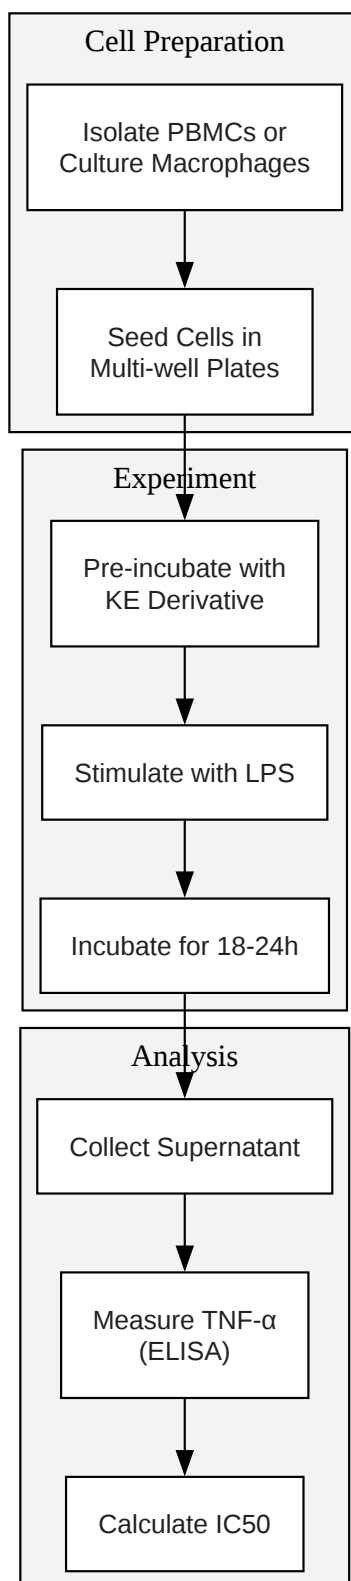 Cell Preparation
Isolate PBMCs or
Culture Macrophages
Seed Cells in
Multi-well Plates
Experiment
Pre-incubate with
KE Derivative
Stimulate with LPS
Incubate for 18-24h
Analysis
Collect Supernatant
Measure TNF-α
(ELISA)
Calculate IC50